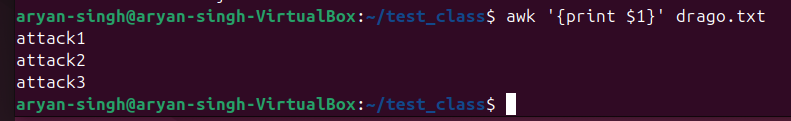 aryan-singh@aryan-singh-VirtualBox:~/test_class$ awk '{print $1}' drago.txt
attack1
attack2
attack3
aryan-singh@aryan-singh-VirtualBox:~/test_class$